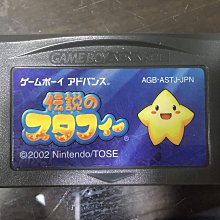 GAME BOY ADVANCE
ゲームボーイ アドバンス
AGB-ASTJ-JPN
伝説の
スタフィー
©2002 Nintendo/TOSE